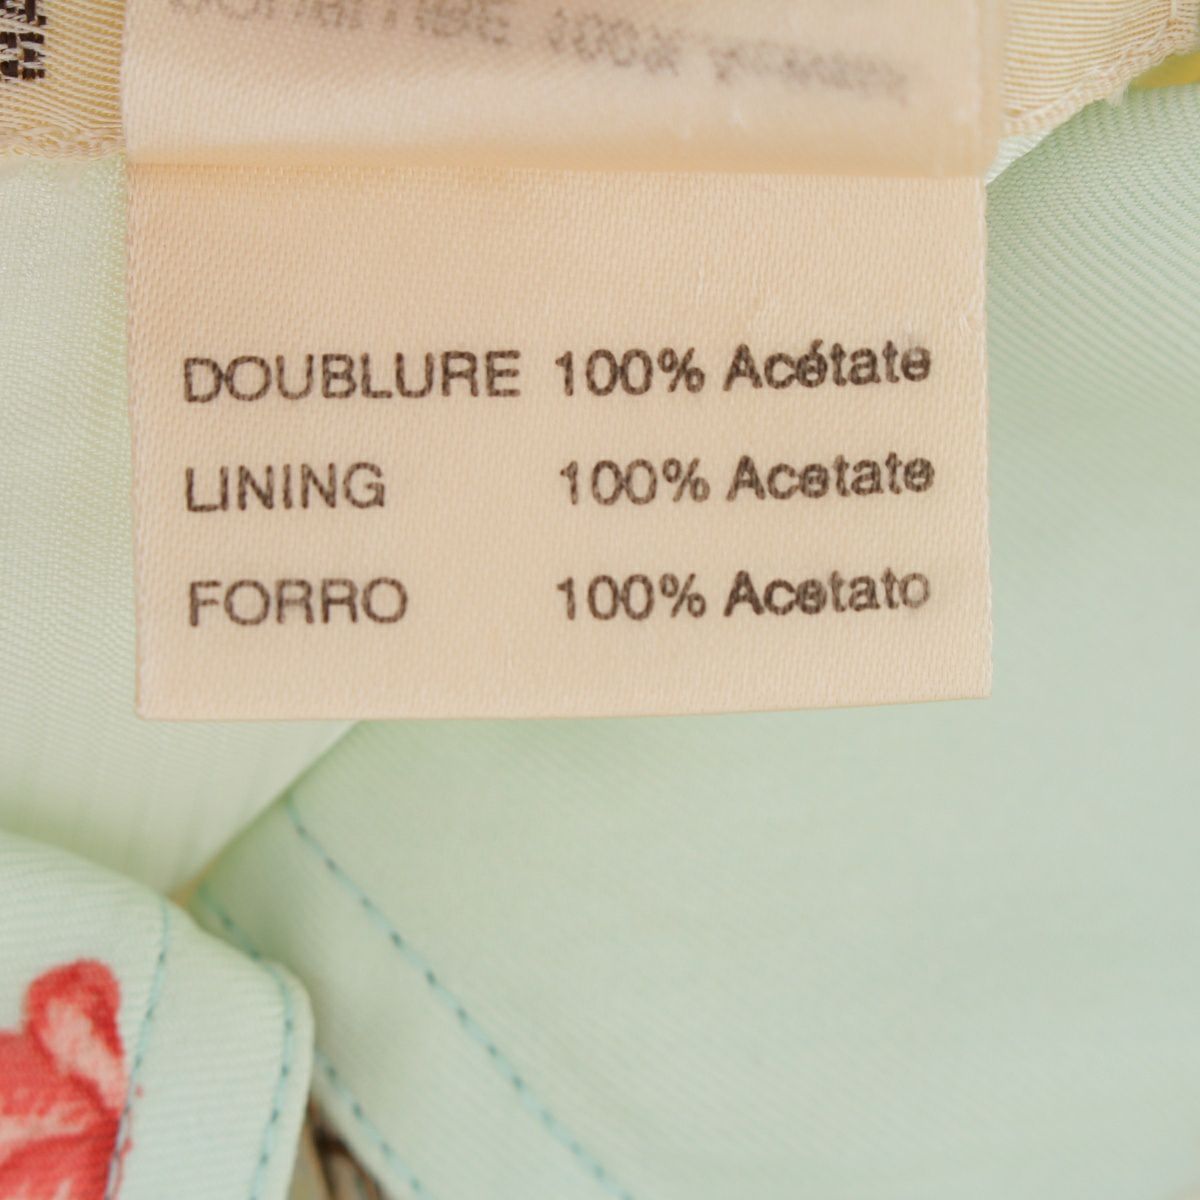 DOUBLURE 100% Acétate
LINING 100% Acetate
FORRO 100% Acetato